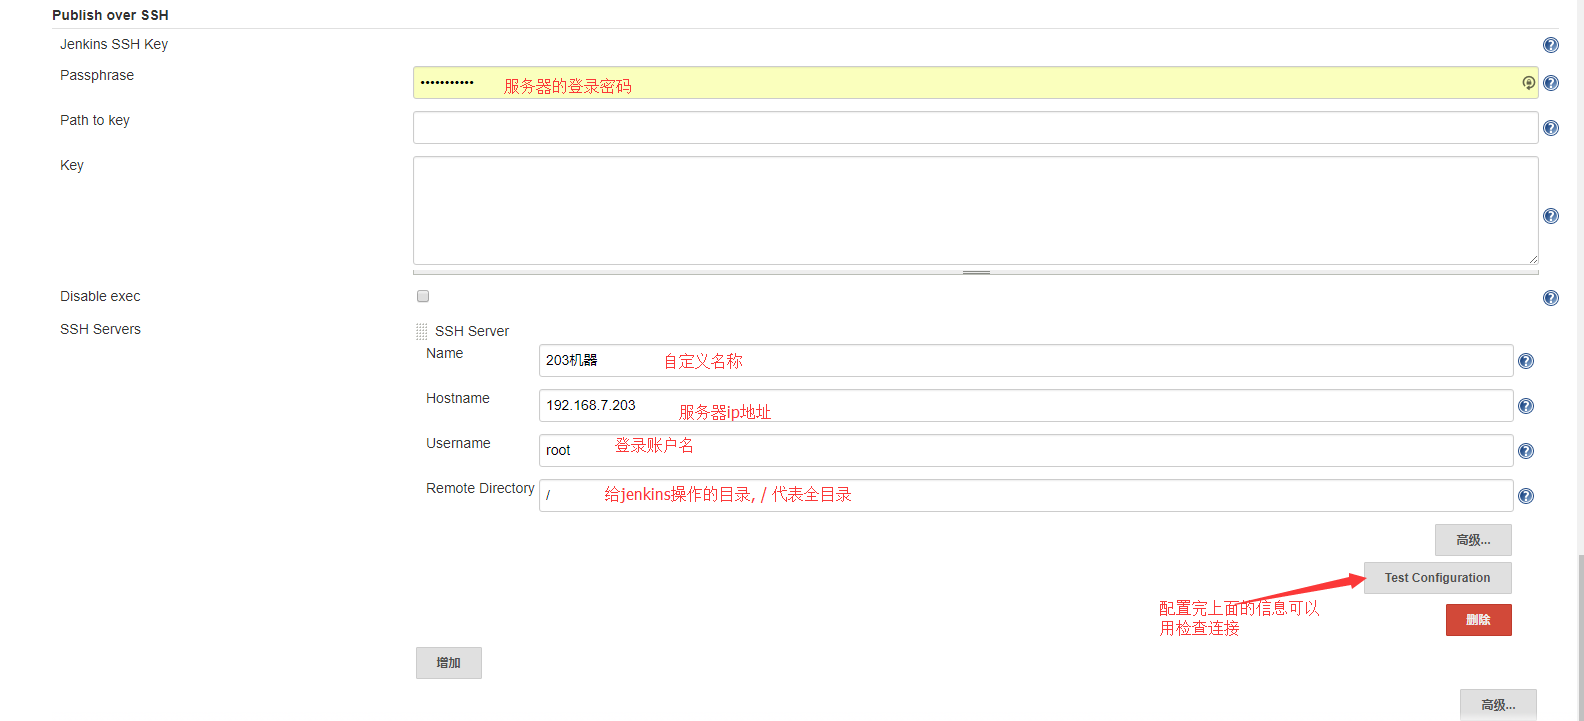 Publish over SSH
Jenkins SSH Key
Passphrase
••••••••••• 服务器的登录密码
Path to key
Key
Disable exec
SSH Servers
SSH Server
Name
203机器 自定义名称
Hostname
192.168.7.203 服务器ip地址
Username
root 登录账户名
Remote Directory
/ 给jenkins操作的目录, / 代表全目录
高级...
Test Configuration
配置完上面的信息可以
用检查连接
删除
增加
高级...